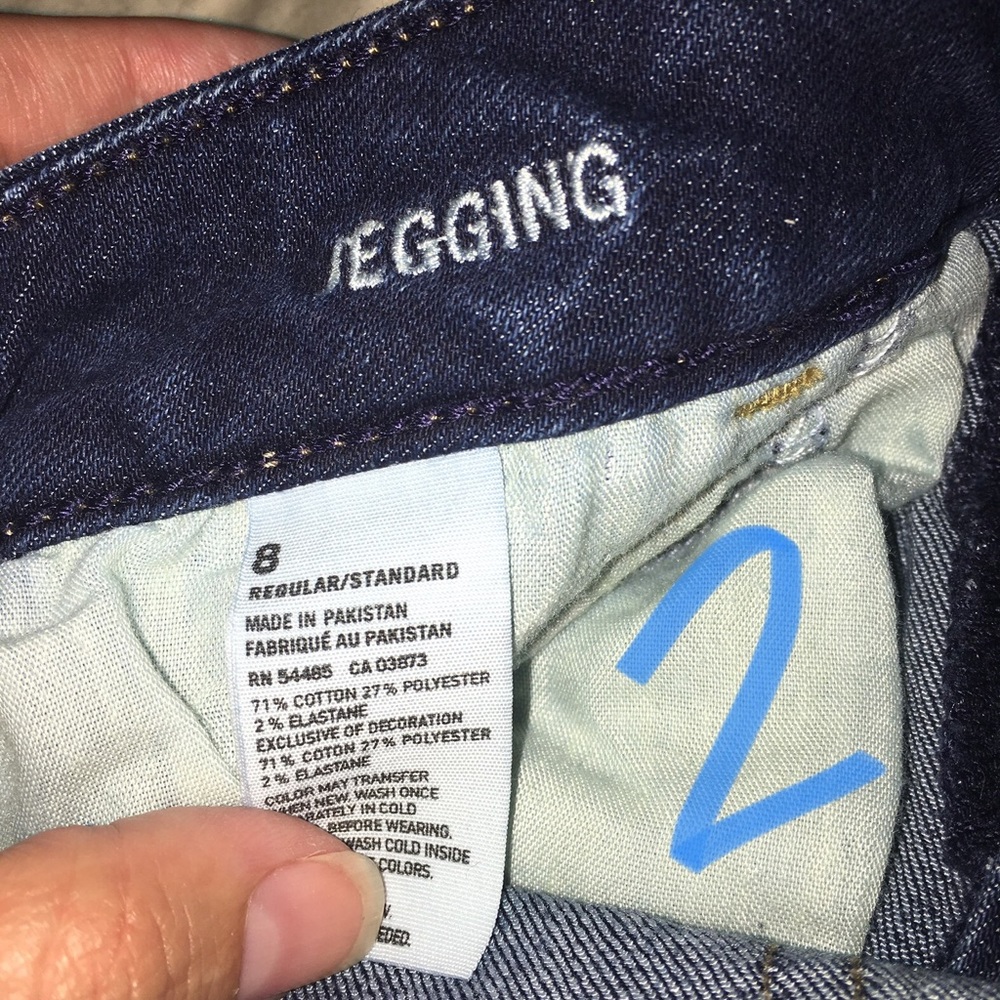 JEGGING
8
REGULAR/STANDARD
MADE IN PAKISTAN
FABRIQUÉ AU PAKISTAN
RN 54485 CA 03873
71% COTTON 27% POLYESTER
2% ELASTANE
EXCLUSIVE OF DECORATION
71% COTON 27% POLYESTER
2% ELASTANE
COLOR MAY TRANSFER
WHEN NEW. WASH ONCE
IN COLD
BEFORE WEARING.
WASH COLD INSIDE
COLORS.
2